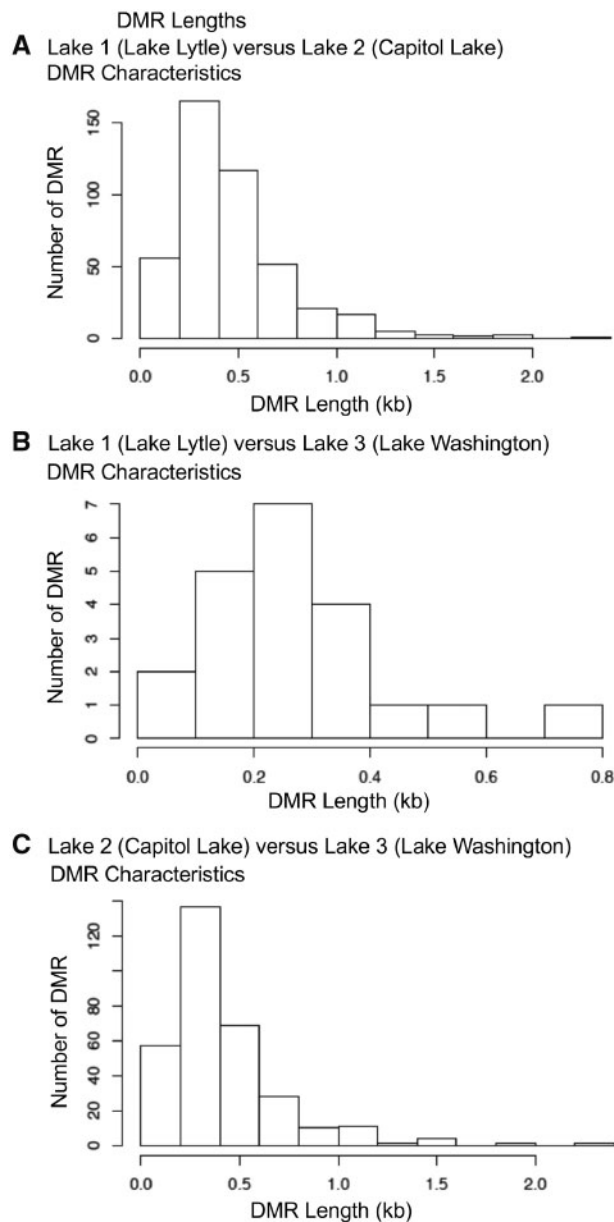 DMR Lengths
A Lake 1 (Lake Lytle) versus Lake 2 (Capitol Lake)
DMR Characteristics
150
100
50
0
Number of DMR
0.0 0.5 1.0 1.5 2.0
DMR Length (kb)
B Lake 1 (Lake Lytle) versus Lake 3 (Lake Washington)
DMR Characteristics
7
6
5
4
3
2
1
0
Number of DMR
0.0 0.2 0.4 0.6 0.8
DMR Length (kb)
C Lake 2 (Capitol Lake) versus Lake 3 (Lake Washington)
DMR Characteristics
120
80
60
40
20
0
Number of DMR
0.0 0.5 1.0 1.5 2.0
DMR Length (kb)